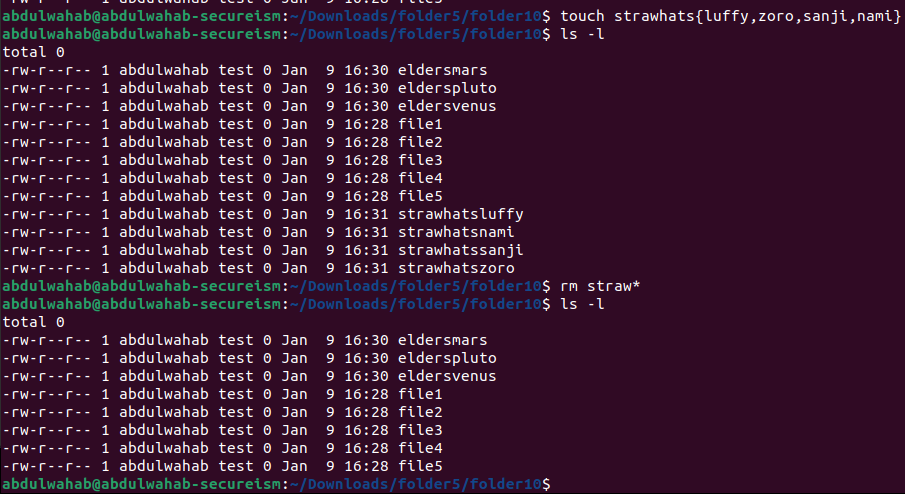 abdulwahab@abdulwahab-secureism:~/Downloads/folder5/folder10$ touch strawhats{luffy,zoro,sanji,nami}
abdulwahab@abdulwahab-secureism:~/Downloads/folder5/folder10$ ls -l
total 0
-rw-r--r-- 1 abdulwahab test 0 Jan  9 16:30 eldersmars
-rw-r--r-- 1 abdulwahab test 0 Jan  9 16:30 elderspluto
-rw-r--r-- 1 abdulwahab test 0 Jan  9 16:30 eldersvenus
-rw-r--r-- 1 abdulwahab test 0 Jan  9 16:28 file1
-rw-r--r-- 1 abdulwahab test 0 Jan  9 16:28 file2
-rw-r--r-- 1 abdulwahab test 0 Jan  9 16:28 file3
-rw-r--r-- 1 abdulwahab test 0 Jan  9 16:28 file4
-rw-r--r-- 1 abdulwahab test 0 Jan  9 16:28 file5
-rw-r--r-- 1 abdulwahab test 0 Jan  9 16:31 strawhatsluffy
-rw-r--r-- 1 abdulwahab test 0 Jan  9 16:31 strawhatsnami
-rw-r--r-- 1 abdulwahab test 0 Jan  9 16:31 strawhatssanji
-rw-r--r-- 1 abdulwahab test 0 Jan  9 16:31 strawhatszoro
abdulwahab@abdulwahab-secureism:~/Downloads/folder5/folder10$ rm straw*
abdulwahab@abdulwahab-secureism:~/Downloads/folder5/folder10$ ls -l
total 0
-rw-r--r-- 1 abdulwahab test 0 Jan  9 16:30 eldersmars
-rw-r--r-- 1 abdulwahab test 0 Jan  9 16:30 elderspluto
-rw-r--r-- 1 abdulwahab test 0 Jan  9 16:30 eldersvenus
-rw-r--r-- 1 abdulwahab test 0 Jan  9 16:28 file1
-rw-r--r-- 1 abdulwahab test 0 Jan  9 16:28 file2
-rw-r--r-- 1 abdulwahab test 0 Jan  9 16:28 file3
-rw-r--r-- 1 abdulwahab test 0 Jan  9 16:28 file4
-rw-r--r-- 1 abdulwahab test 0 Jan  9 16:28 file5
abdulwahab@abdulwahab-secureism:~/Downloads/folder5/folder10$